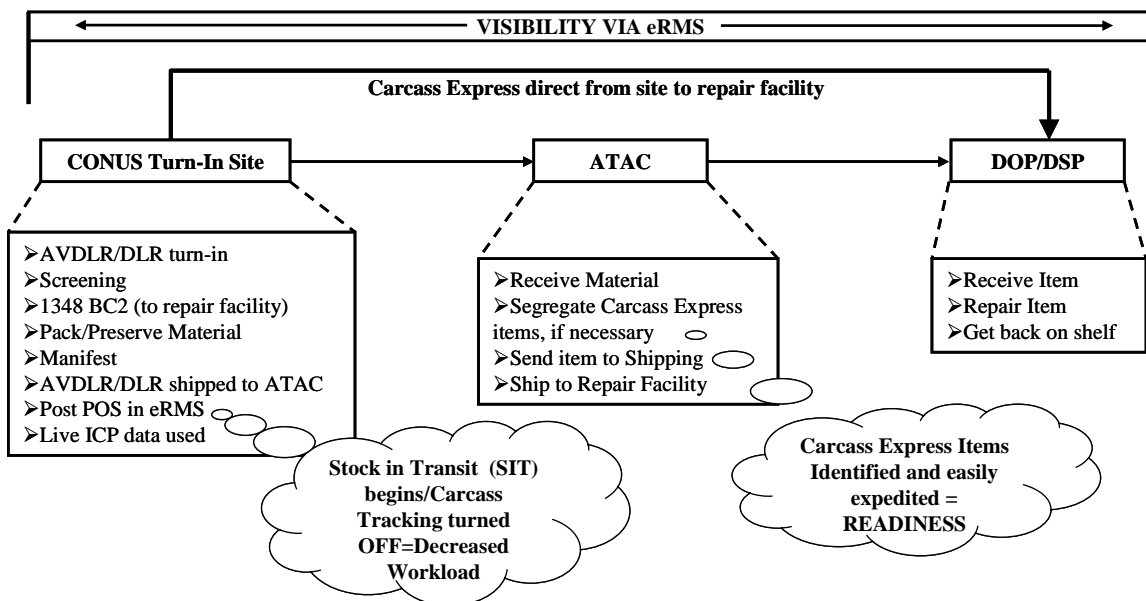 VISIBILITY VIA eRMS
Carcass Express direct from site to repair facility
CONUS Turn-In Site
ATAC
DOP/DSP
➢AVDLR/DLR turn-in
➢Screening
➢1348 BC2 (to repair facility)
➢Pack/Preserve Material
➢Manifest
➢AVDLR/DLR shipped to ATAC
➢Post POS in eRMS
➢Live ICP data used
➢Receive Material
➢Segregate Carcass Express
items, if necessary
➢Send item to Shipping
➢Ship to Repair Facility
➢Receive Item
➢Repair Item
➢Get back on shelf
Stock in Transit (SIT)
begins/Carcass
Tracking turned
OFF=Decreased
Workload
Carcass Express Items
Identified and easily
expedited =
READINESS